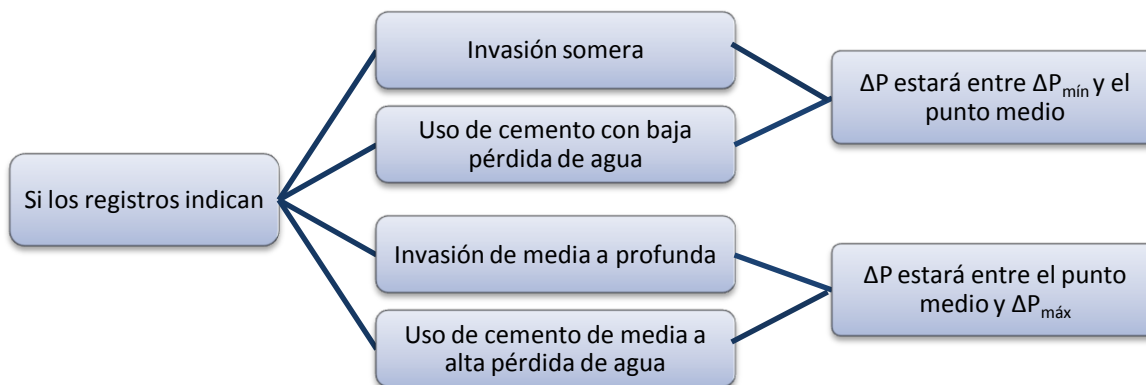 Si los registros indican
Invasión somera
Uso de cemento con baja
pérdida de agua
Invasión de media a profunda
Uso de cemento de media a
alta pérdida de agua
ΔP estará entre ΔPmín y el
punto medio
ΔP estará entre el punto
medio y ΔPmáx